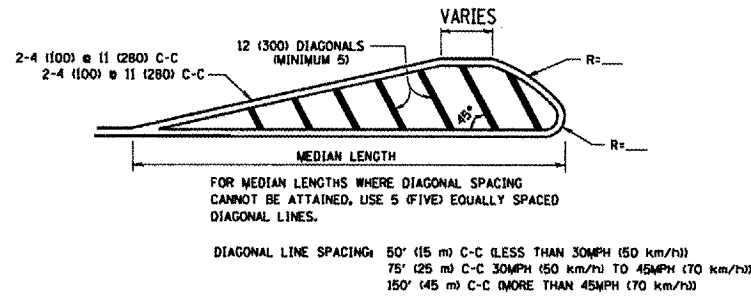 VARIES
2-4 (100) @ 11 (280) C-C
2-4 (100) @ 11 (280) C-C
12 (300) DIAGONALS
(MINIMUM 5)
R=___
45°
R=___
MEDIAN LENGTH
FOR MEDIAN LENGTHS WHERE DIAGONAL SPACING
CANNOT BE ATTAINED, USE 5 (FIVE) EQUALLY SPACED
DIAGONAL LINES.
DIAGONAL LINE SPACING: 50' (15 m) C-C (LESS THAN 30MPH (50 km/h))
75' (25 m) C-C 30MPH (50 km/h) TO 45MPH (70 km/h))
150' (45 m) C-C (MORE THAN 45MPH (70 km/h))